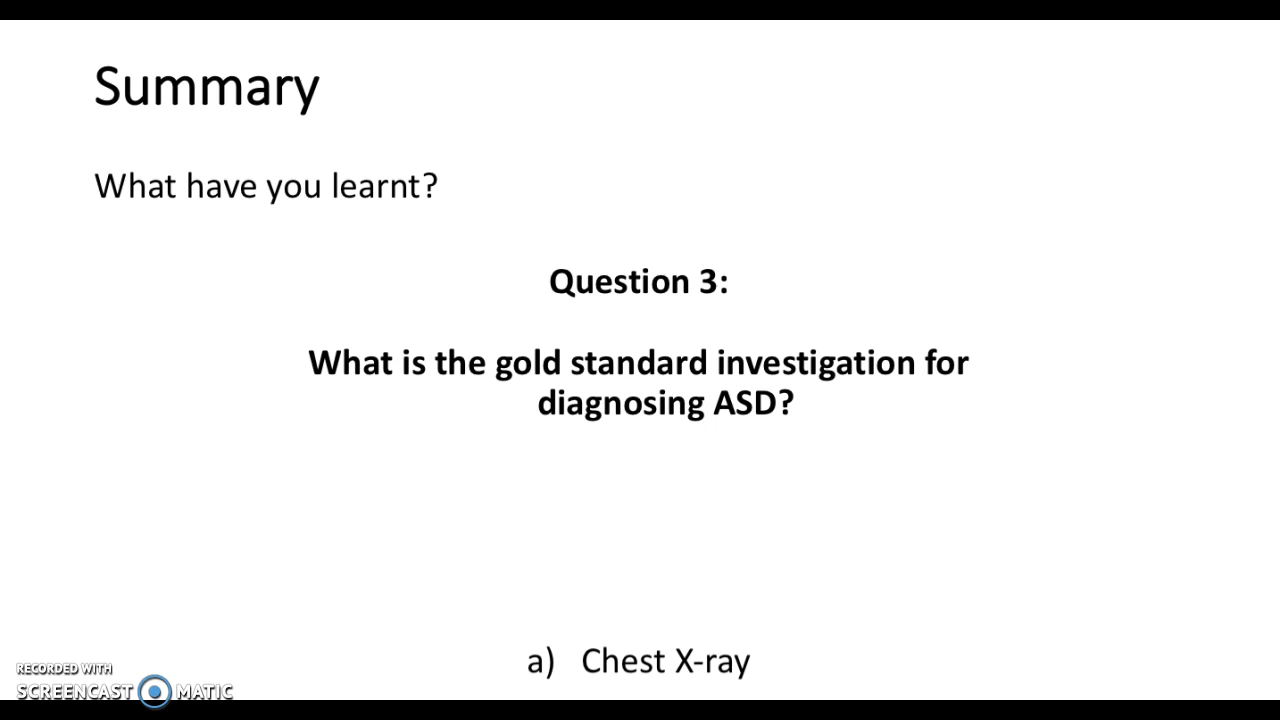 Summary
What have you learnt?
Question 3:
What is the gold standard investigation for
diagnosing ASD?
a) Chest X-ray
RECORDED WITH
SCREENCAST MATIC